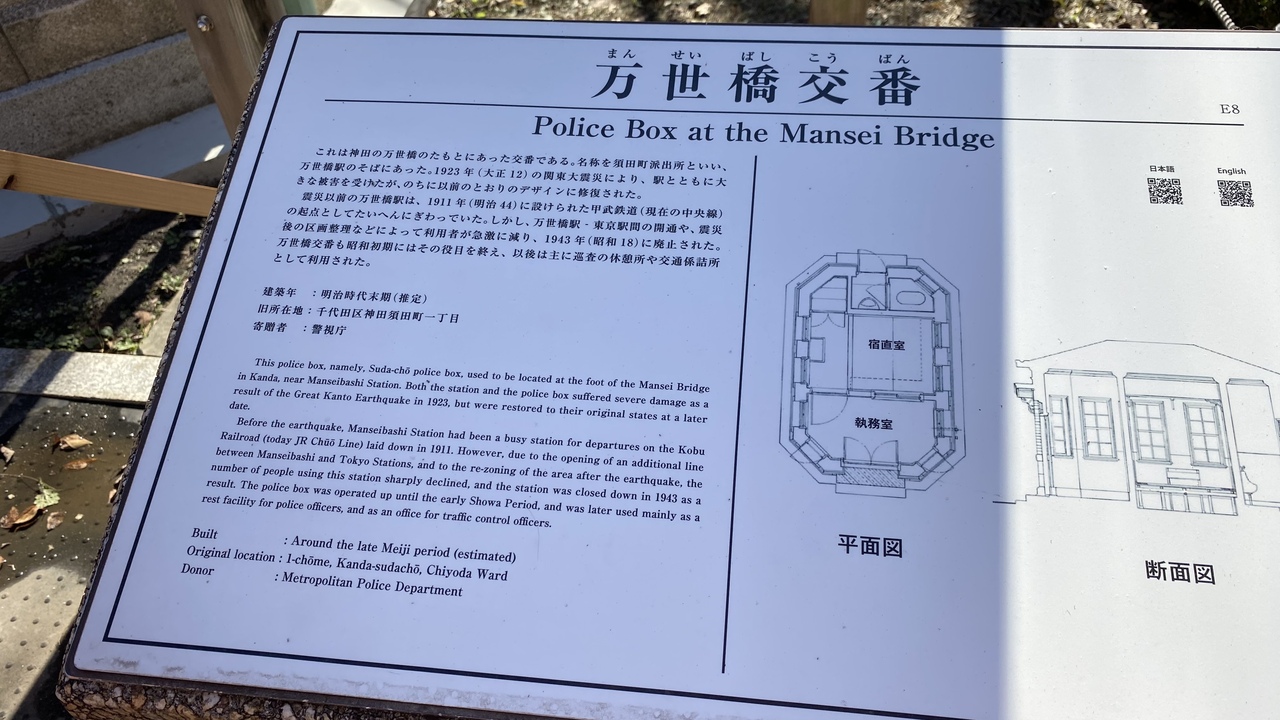 まん せい ばし こう ばん
万世橋交番
E8
Police Box at the Mansei Bridge
これは神田の万世橋のたもとにあった交番である。名称を須田町派出所といい、
万世橋駅のそばにあった。1923年(大正12)の関東大震災により、駅とともに大
きな被害を受けたが、のちに以前のとおりのデザインに修復された。
震災以前の万世橋駅は、1911年(明治44)に設けられた甲武鉄道(現在の中央線)
の起点としてたいへんにぎわっていた。しかし、万世橋駅‐東京駅間の開通や、震災
後の区画整理などによって利用者が急激に減り、1943年(昭和18)に廃止された。
万世橋交番も昭和初期にはその役目を終え、以後は主に巡査の休憩所や交通係詰所
として利用された。
建築年 :明治時代末期(推定)
旧所在地:千代田区神田須田町一丁目
寄贈者 :警視庁
This police box, namely, Suda-chō police box, used to be located at the foot of the Mansei Bridge
in Kanda, near Manseibashi Station. Both the station and the police box suffered severe damage as a
result of the Great Kanto Earthquake in 1923, but were restored to their original states at a later
date.
Before the earthquake, Manseibashi Station had been a busy station for departures on the Kobu
Railroad (today JR Chūō Line) laid down in 1911. However, due to the opening of an additional line
between Manseibashi and Tokyo Stations, and to the re-zoning of the area after the earthquake, the
number of people using this station sharply declined, and the station was closed down in 1943 as a
result. The police box was operated up until the early Showa Period, and was later used mainly as a
rest facility for police officers, and as an office for traffic control officers.
Built : Around the late Meiji period (estimated)
Original location : 1-chōme, Kanda-sudachō, Chiyoda Ward
Donor : Metropolitan Police Department
日本語
English
宿直室
執務室
平面図
断面図